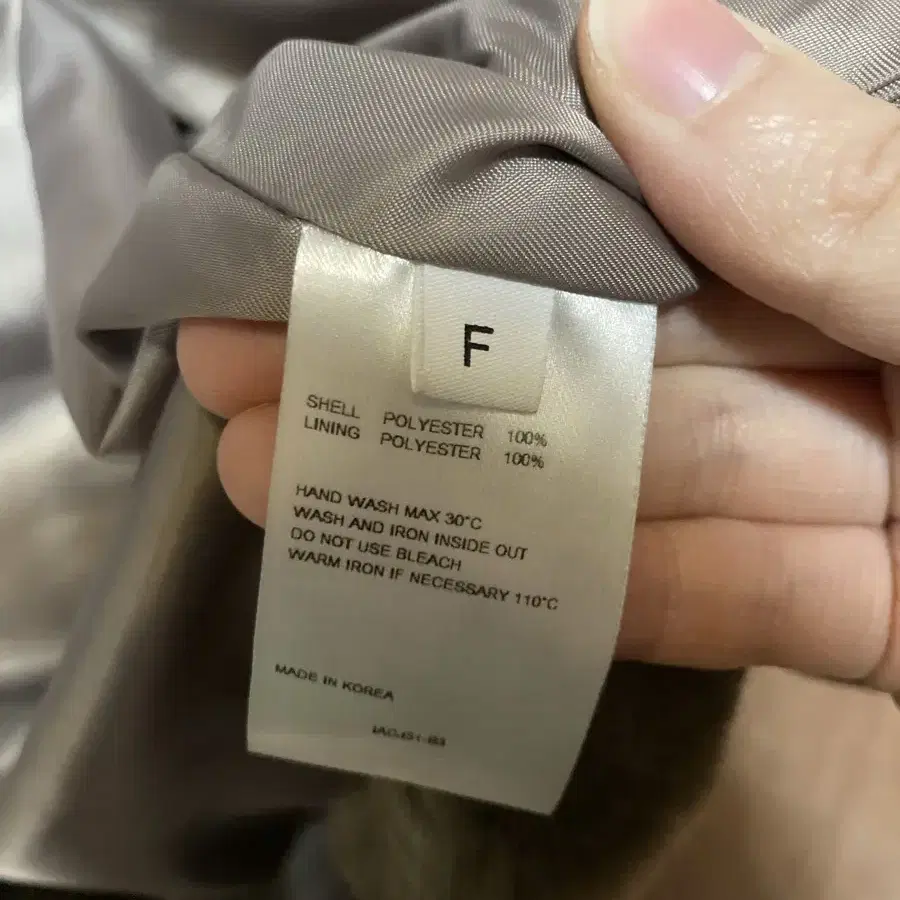 F
SHELL POLYESTER 100%
LINING POLYESTER 100%
HAND WASH MAX 30°C
WASH AND IRON INSIDE OUT
DO NOT USE BLEACH
WARM IRON IF NECESSARY 110°C
MADE IN KOREA